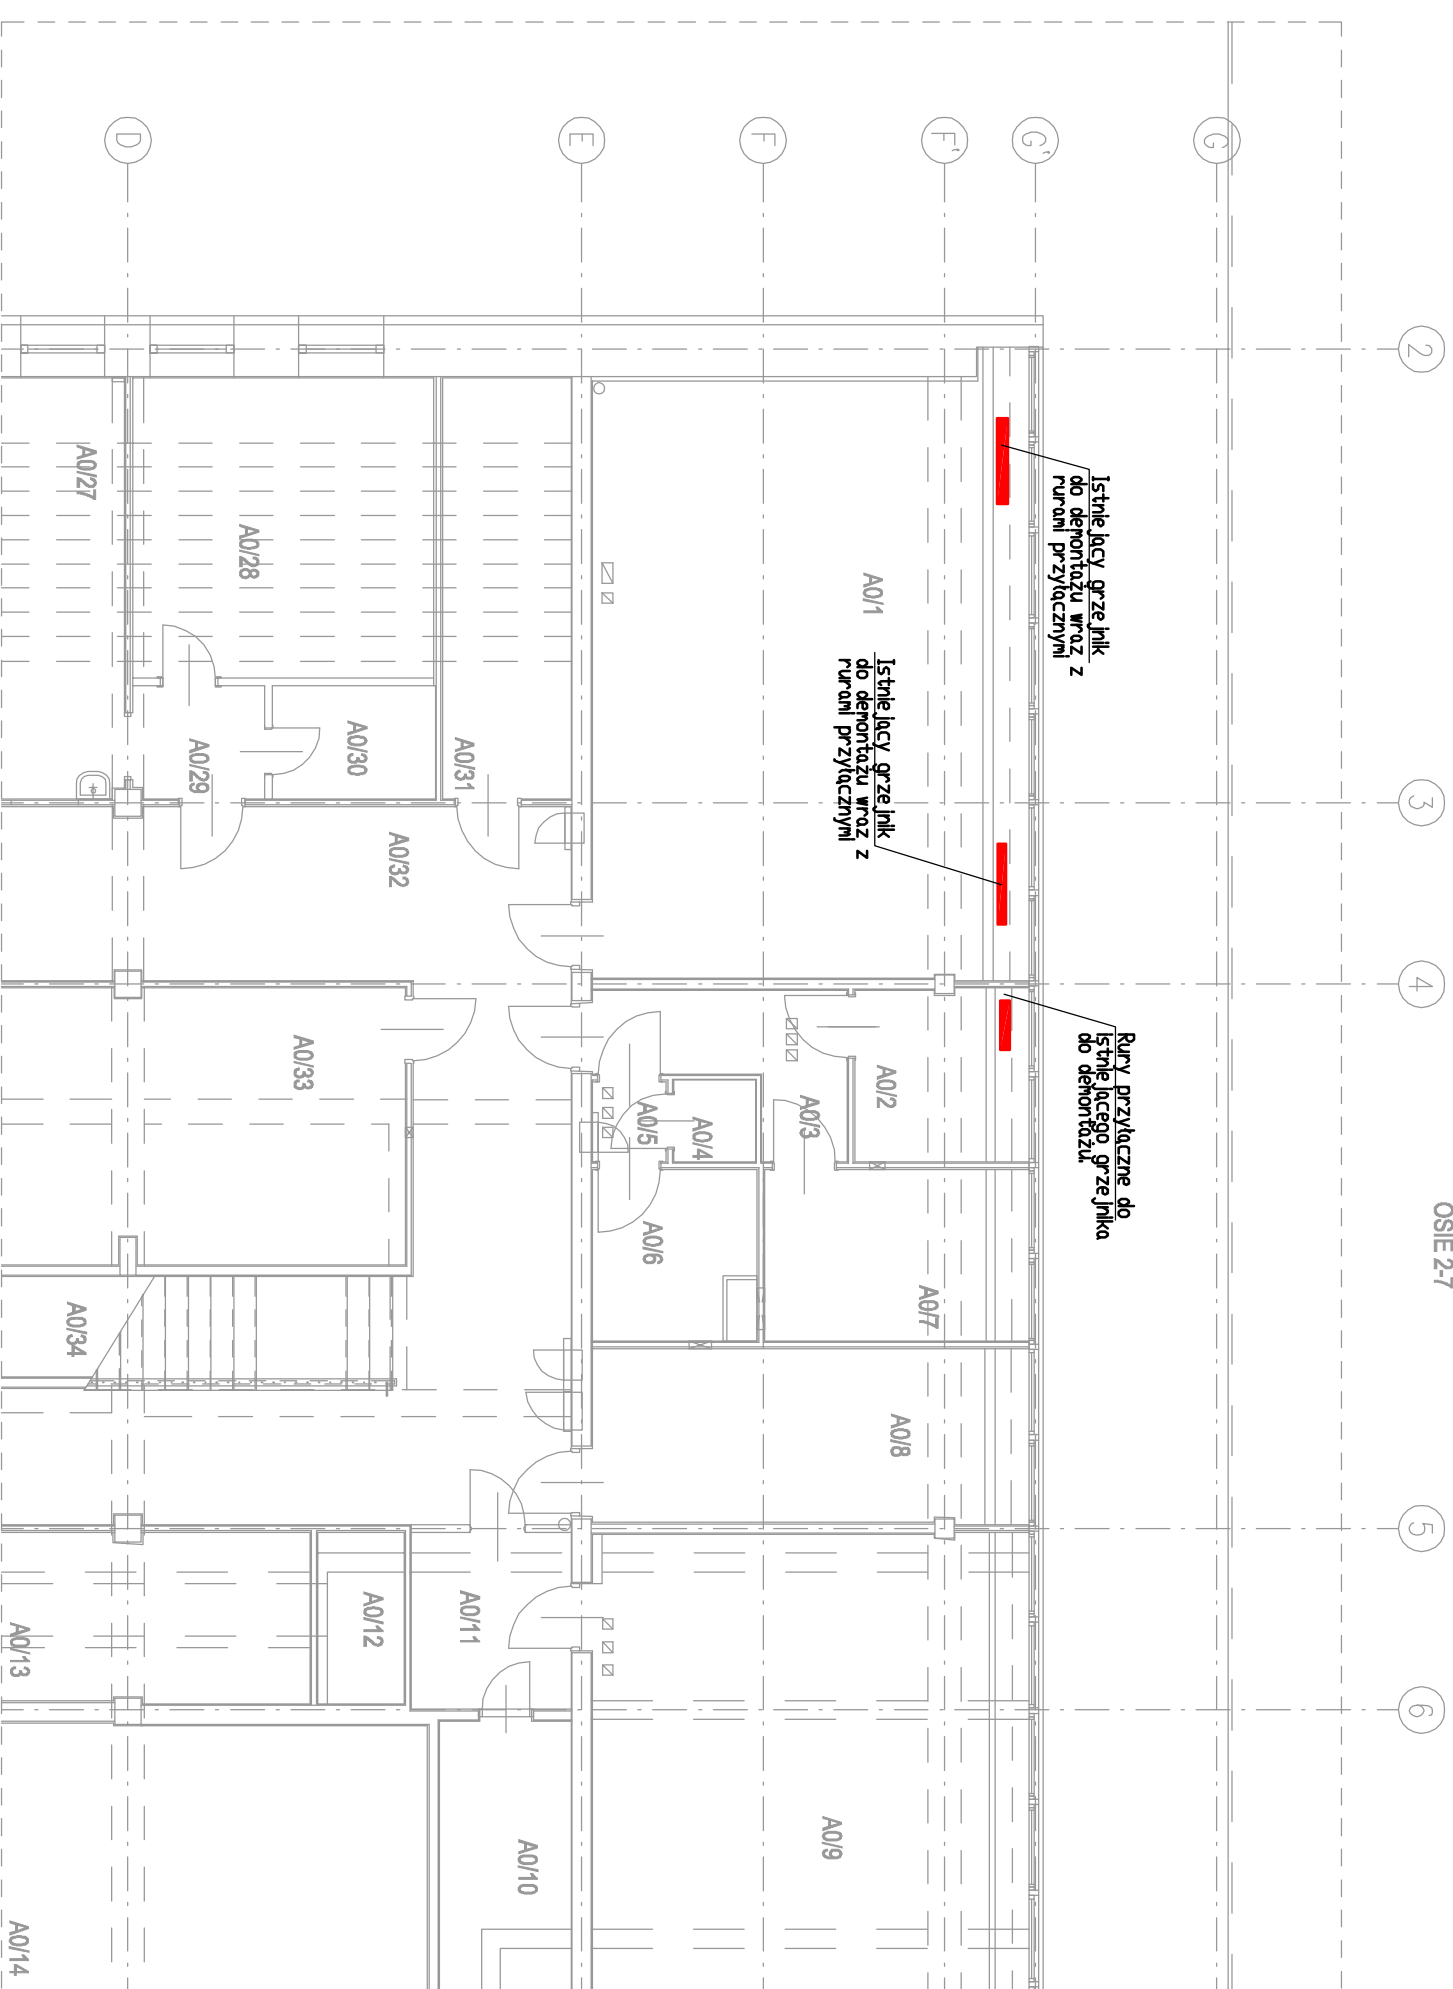 OSIE 2-7
2
3
4
5
6
G
G'
F'
F
E
D
Istniejący grzejnik
do demontażu wraz z
rurami przyłącznymi
Istniejący grzejnik
do demontażu wraz z
rurami przyłącznymi
Rury przyłączne do
istniejącego grzejnika
do demontażu.
A0/1
A0/2
A0/3
A0/4
A0/5
A0/6
A0/7
A0/8
A0/9
A0/10
A0/11
A0/12
A0/13
A0/14
A0/27
A0/28
A0/29
A0/30
A0/31
A0/32
A0/33
A0/34